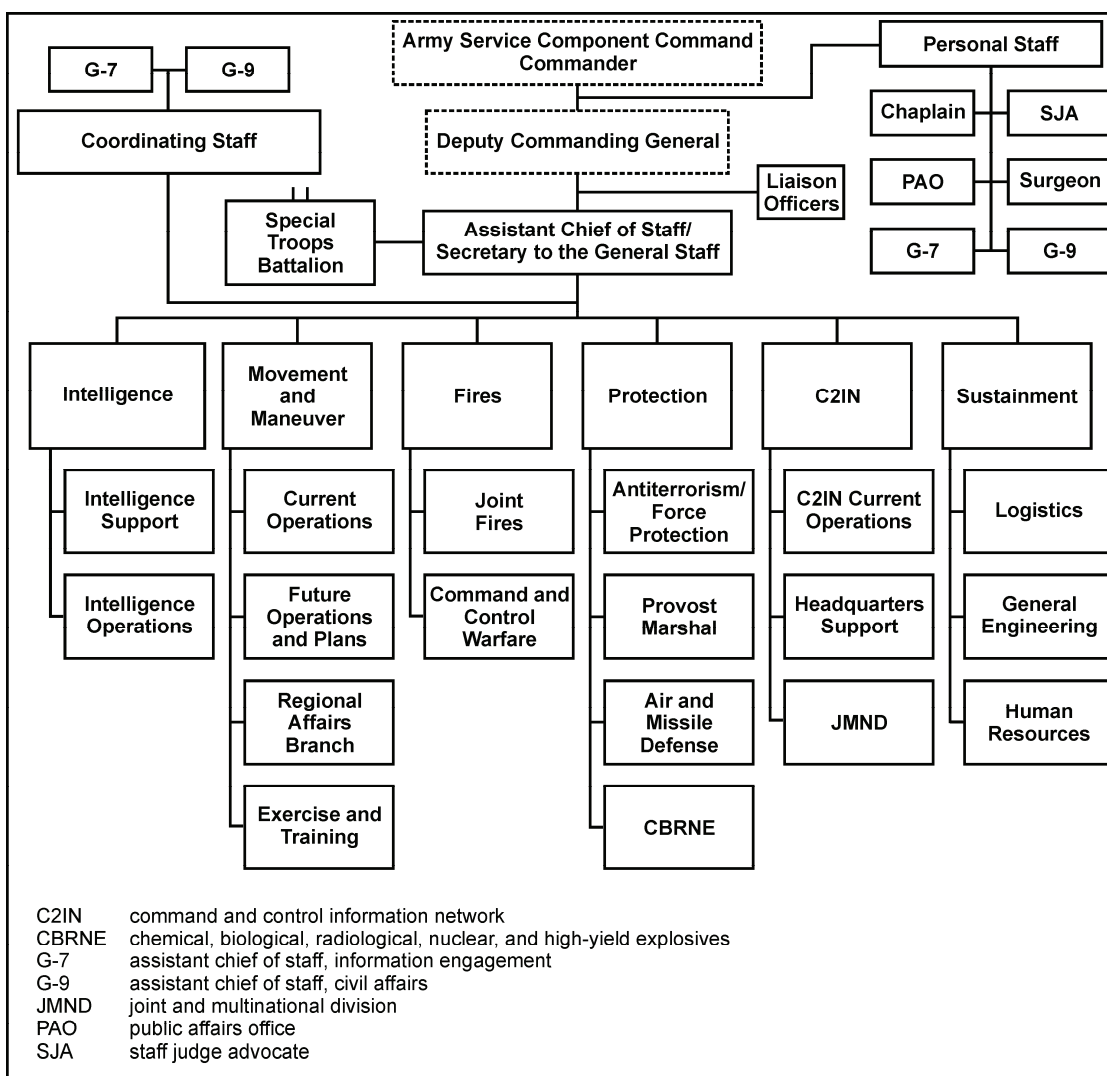 Army Service Component Command
Commander
Personal Staff
G-7
G-9
Chaplain
SJA
Coordinating Staff
Deputy Commanding General
PAO
Surgeon
Liaison
Officers
Special
Troops
Battalion
Assistant Chief of Staff/
Secretary to the General Staff
G-7
G-9
Intelligence
Movement
and
Maneuver
Fires
Protection
C2IN
Sustainment
Intelligence
Support
Current
Operations
Joint
Fires
Antiterrorism/
Force
Protection
C2IN Current
Operations
Logistics
Intelligence
Operations
Future
Operations
and Plans
Command and
Control
Warfare
Provost
Marshal
Headquarters
Support
General
Engineering
Regional
Affairs
Branch
Air and
Missile
Defense
JMND
Human
Resources
Exercise and
Training
CBRNE
C2IN command and control information network
CBRNE chemical, biological, radiological, nuclear, and high-yield explosives
G-7 assistant chief of staff, information engagement
G-9 assistant chief of staff, civil affairs
JMND joint and multinational division
PAO public affairs office
SJA staff judge advocate